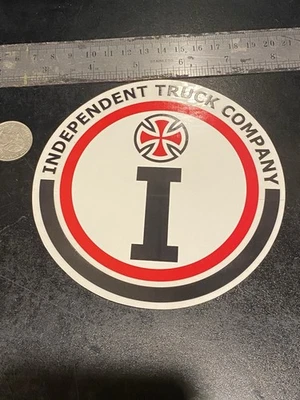 INDEPENDENT TRUCK COMPANY
I